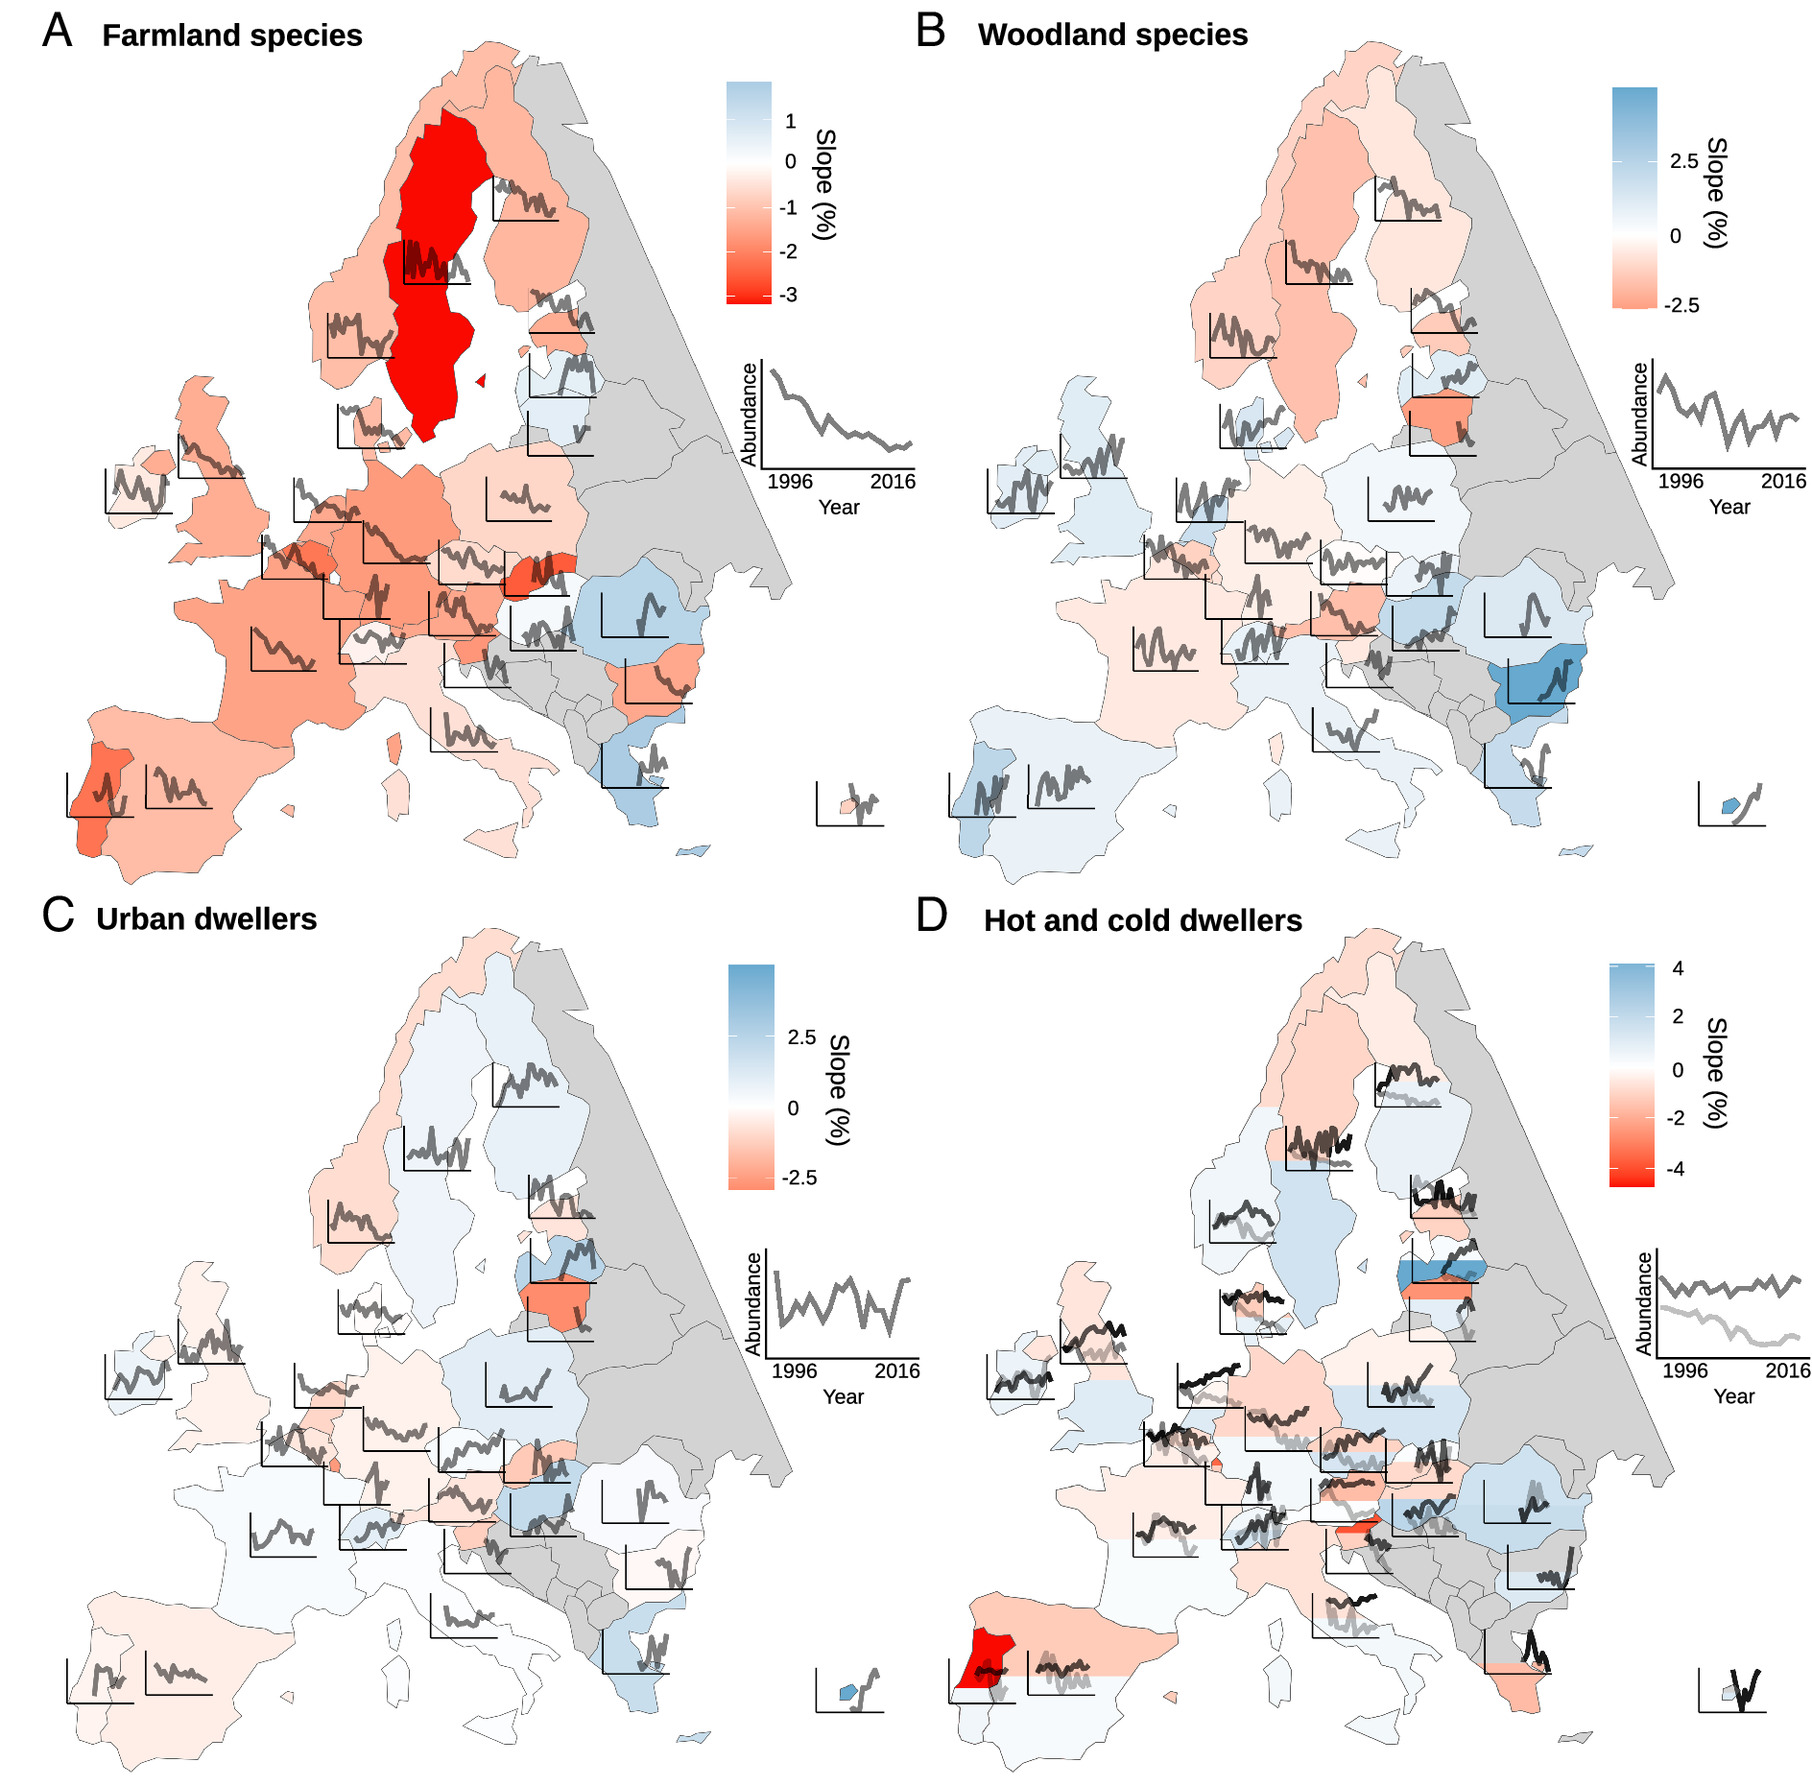 A Farmland species
1
0
-1
-2
-3
Slope (%)
Abundance
1996 2016
Year
B Woodland species
2.5
0
-2.5
Slope (%)
Abundance
1996 2016
Year
C Urban dwellers
2.5
0
-2.5
Slope (%)
Abundance
1996 2016
Year
D Hot and cold dwellers
4
2
0
-2
-4
Slope (%)
Abundance
1996 2016
Year